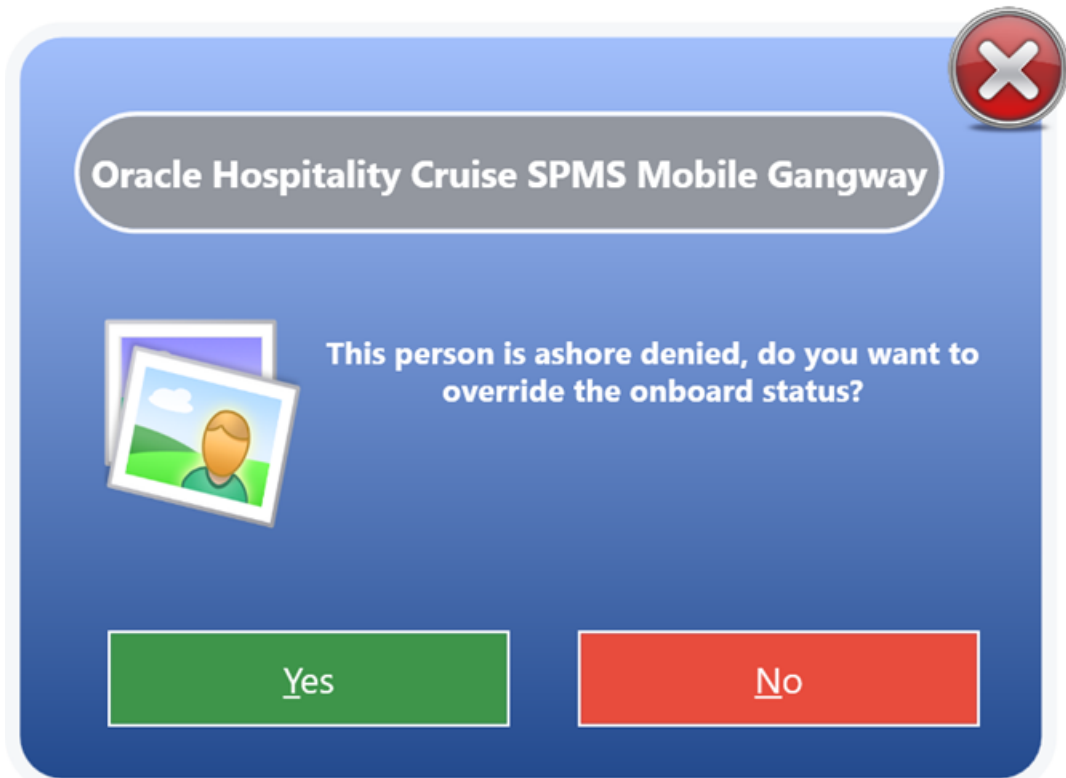 Oracle Hospitality Cruise SPMS Mobile Gangway
This person is ashore denied, do you want to
override the onboard status?
Yes
No